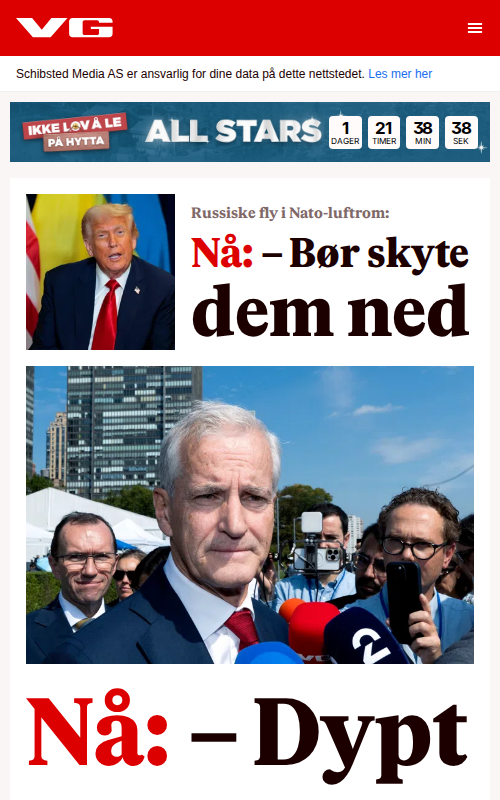 VG
Schibsted Media AS er ansvarlig for dine data på dette nettstedet. Les mer her
IKKE LOV Å LE
PÅ HYTTA
ALL STARS
1 21 38 38
DAGER TIMER MIN SEK
Russiske fly i Nato-luftrom:
Nå: – Bør skyte
dem ned
2
VG
Nå: – Dypt